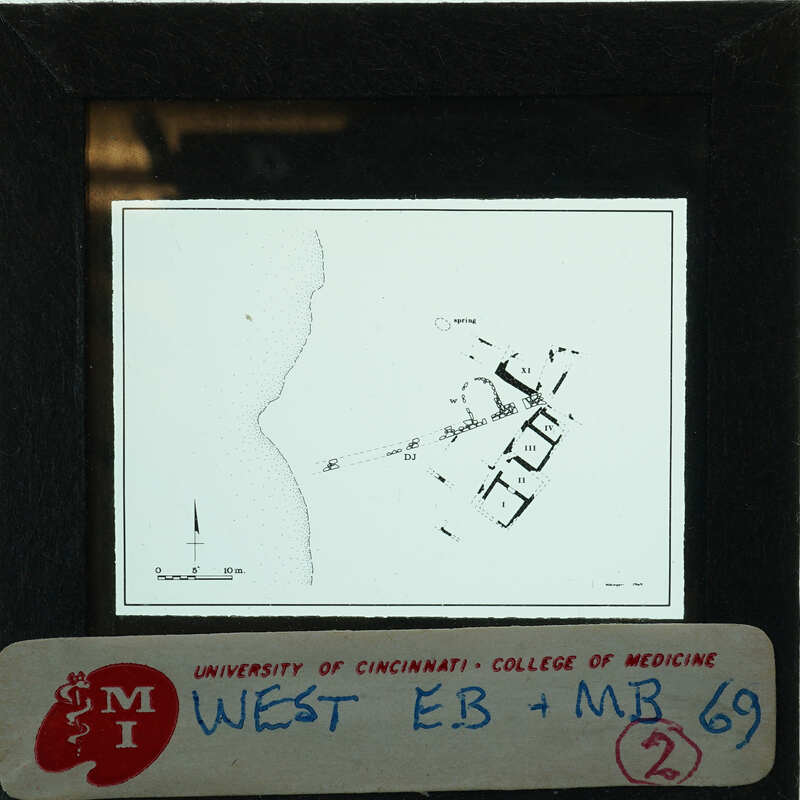 spring
XI
W
IV
III
DJ
II
I
0 5 10 m.
UNIVERSITY OF CINCINNATI • COLLEGE OF MEDICINE
MI
WEST EB + MB 69
2